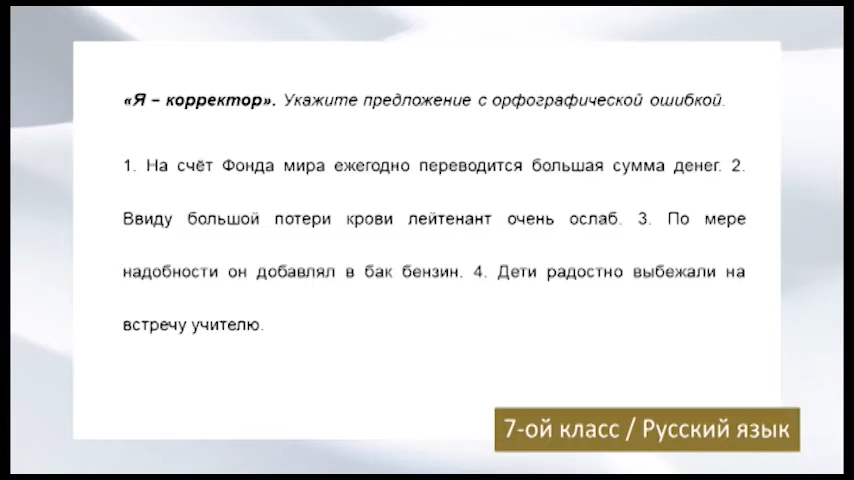 «Я – корректор». Укажите предложение с орфографической ошибкой.
1. На счёт Фонда мира ежегодно переводится большая сумма денег. 2.
Ввиду большой потери крови лейтенант очень ослаб. 3. По мере
надобности он добавлял в бак бензин. 4. Дети радостно выбежали на
встречу учителю.
7-ой класс / Русский язык